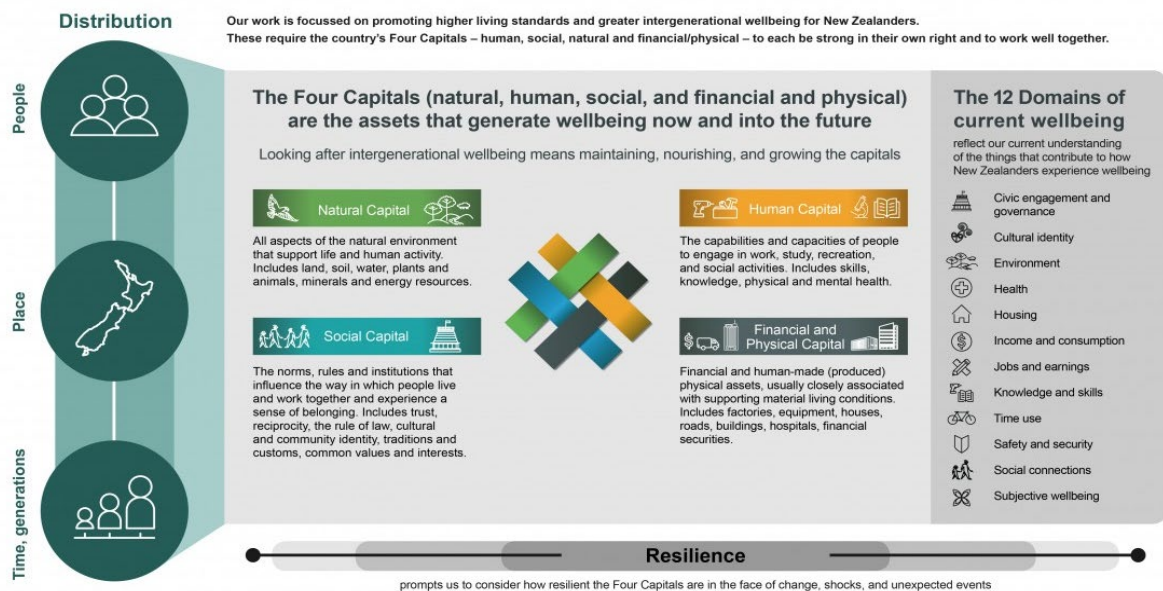 Distribution
People
Place
Time, generations
Our work is focussed on promoting higher living standards and greater intergenerational wellbeing for New Zealanders.
These require the country's Four Capitals – human, social, natural and financial/physical – to each be strong in their own right and to work well together.
The Four Capitals (natural, human, social, and financial and physical)
are the assets that generate wellbeing now and into the future
Looking after intergenerational wellbeing means maintaining, nourishing, and growing the capitals
Natural Capital
All aspects of the natural environment
that support life and human activity.
Includes land, soil, water, plants and
animals, minerals and energy resources.
Human Capital
The capabilities and capacities of people
to engage in work, study, recreation,
and social activities. Includes skills,
knowledge, physical and mental health.
Social Capital
The norms, rules and institutions that
influence the way in which people live
and work together and experience a
sense of belonging. Includes trust,
reciprocity, the rule of law, cultural
and community identity, traditions and
customs, common values and interests.
Financial and
Physical Capital
Financial and human-made (produced)
physical assets, usually closely associated
with supporting material living conditions.
Includes factories, equipment, houses,
roads, buildings, hospitals, financial
securities.
The 12 Domains of
current wellbeing
reflect our current understanding
of the things that contribute to how
New Zealanders experience wellbeing
Civic engagement and
governance
Cultural identity
Environment
Health
Housing
Income and consumption
Jobs and earnings
Knowledge and skills
Time use
Safety and security
Social connections
Subjective wellbeing
Resilience
prompts us to consider how resilient the Four Capitals are in the face of change, shocks, and unexpected events